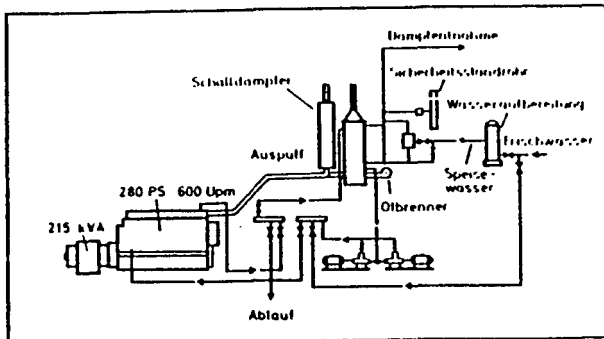 Dampfentnahme
Sicherheitsstandrohr
Schalldämpfer
Wasseraufbereitung
Frischwasser
Auspuff
Speise-
wasser
280 PS 600 Upm
Ölbrenner
215 kVA
Ablauf